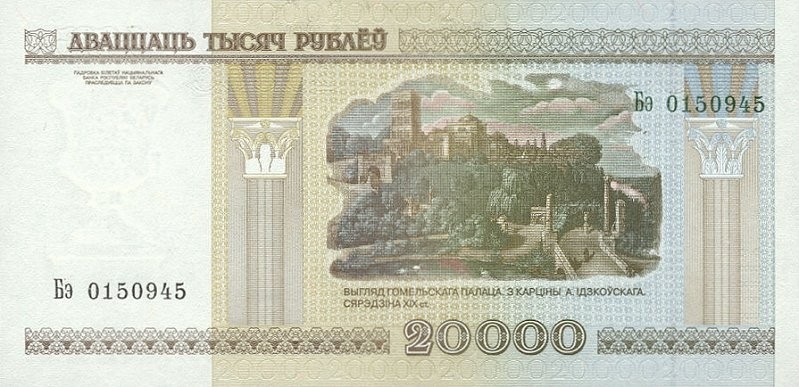 ДВАЦЦАЦЬ ТЫСЯЧ РУБЛЁЎ
ПАДРОБКА БІЛЕТАЎ НАЦЫЯНАЛЬНАГА
БАНКА РЭСПУБЛІКІ БЕЛАРУСЬ
ПРАСЛЕДУЕЦЦА ПА ЗАКОНУ
Бэ 0150945
Бэ 0150945
ВЫГЛЯД ГОМЕЛЬСКАГА ПАЛАЦА. З КАРЦІНЫ А. ІДЗКОЎСКАГА.
СЯРЭДЗІНА XIX ст.
20000